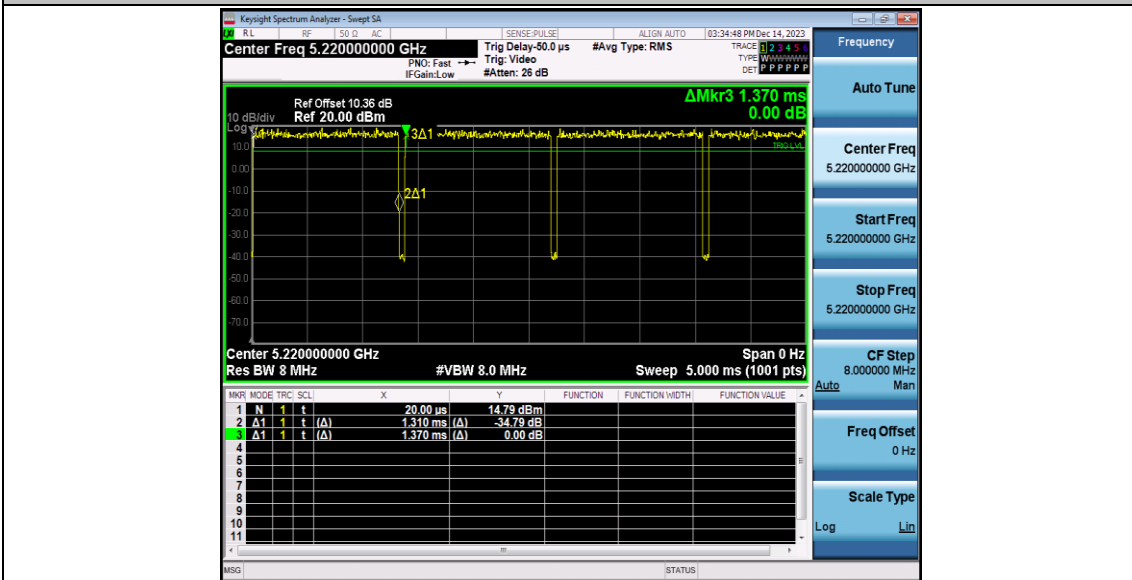 Keysight Spectrum Analyzer - Swept SA
RL RF 50 Ω AC SENSE:PULSE ALIGN AUTO 03:34:48 PM Dec 14, 2023
Center Freq 5.220000000 GHz
PNO: Fast
IFGain:Low
Trig Delay-50.0 µs
Trig: Video
#Atten: 26 dB
#Avg Type: RMS
TRACE 1 2 3 4 5 6
TYPE WWWWWW
DET P P P P P P
ΔMkr3 1.370 ms
0.00 dB
Ref Offset 10.36 dB
10 dB/div Ref 20.00 dBm
Log
3Δ1
TRIG LVL
10.0
0.00
2Δ1
-10.0
-20.0
-30.0
-40.0
-50.0
-60.0
-70.0
Center 5.220000000 GHz Span 0 Hz
Res BW 8 MHz #VBW 8.0 MHz Sweep 5.000 ms (1001 pts)
MKR MODE TRC SCL X Y FUNCTION FUNCTION WIDTH FUNCTION VALUE
1 N 1 t 20.00 µs 14.79 dBm
2 Δ1 1 t (Δ) 1.310 ms (Δ) -34.79 dB
3 Δ1 1 t (Δ) 1.370 ms (Δ) 0.00 dB
4
5
6
7
8
9
10
11
MSG STATUS
Frequency
Auto Tune
Center Freq
5.220000000 GHz
Start Freq
5.220000000 GHz
Stop Freq
5.220000000 GHz
CF Step
8.000000 MHz
Auto Man
Freq Offset
0 Hz
Scale Type
Log Lin